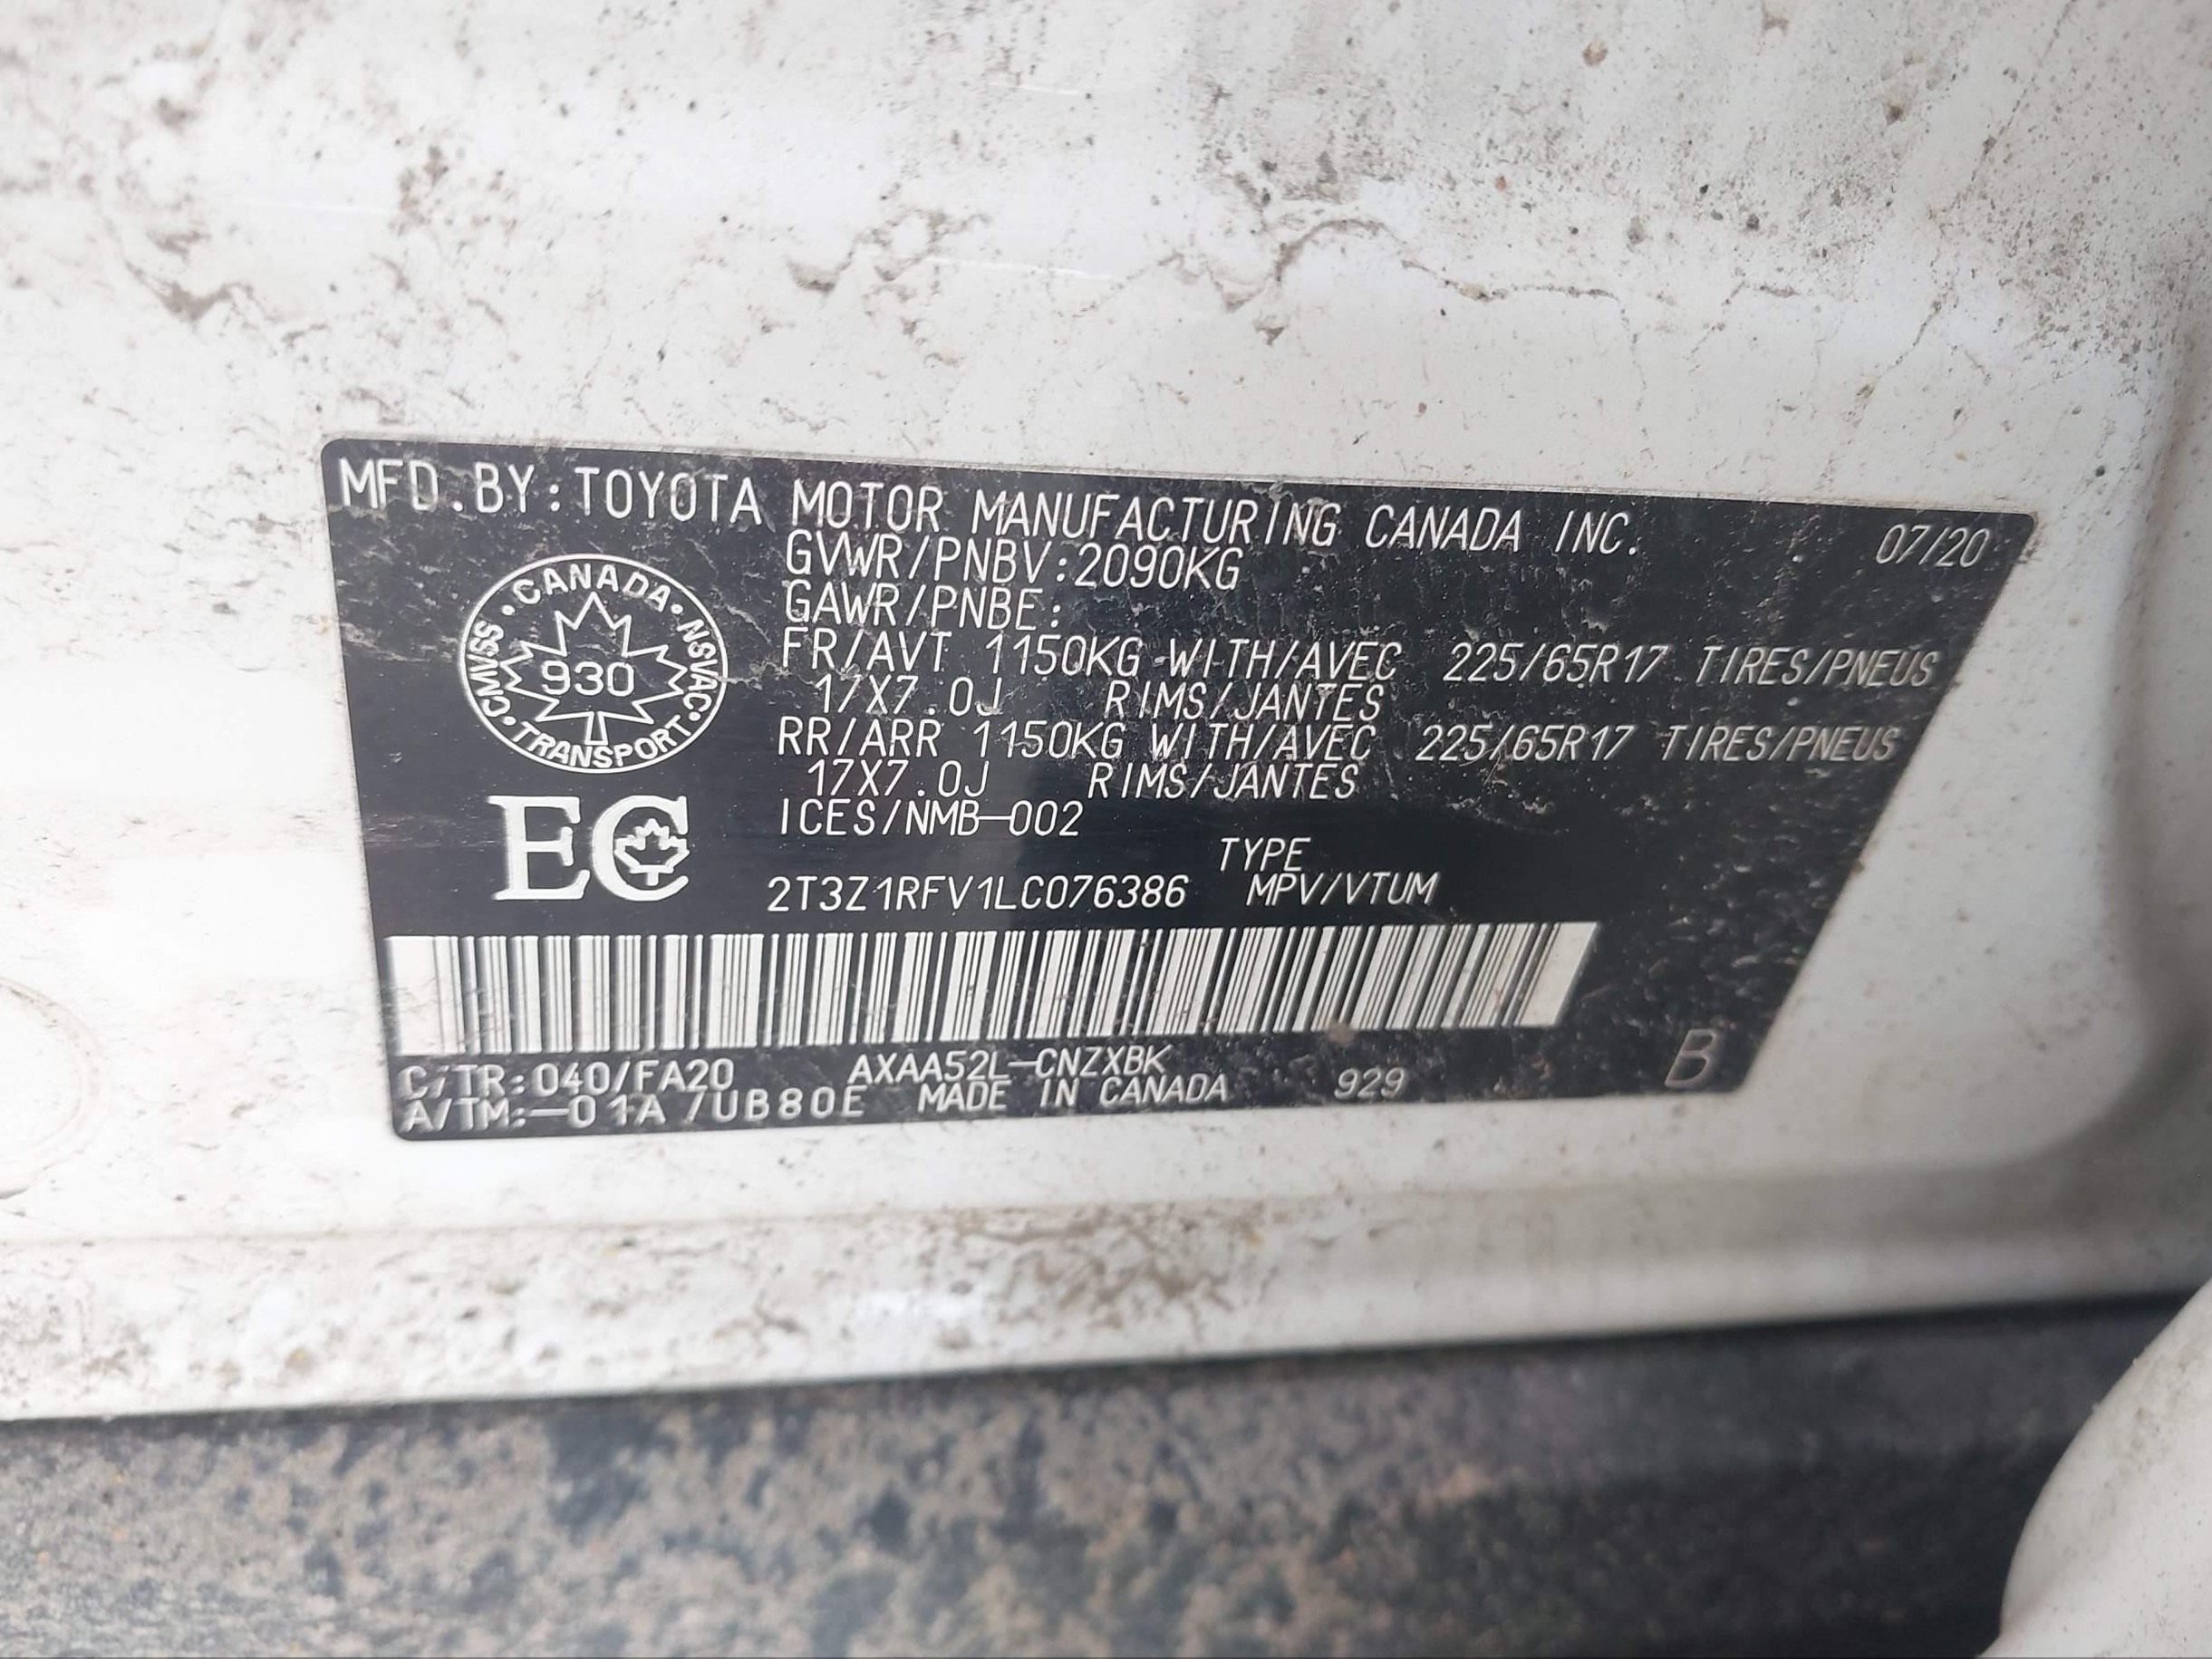 MFD.BY:TOYOTA MOTOR MANUFACTURING CANADA INC. 07/20
GVWR/PNBV:2090KG
GAWR/PNBE:
FR/AVT 1150KG WITH/AVEC 225/65R17 TIRES/PNEUS
17X7.0J RIMS/JANTES
RR/ARR 1150KG WITH/AVEC 225/65R17 TIRES/PNEUS
17X7.0J RIMS/JANTES
ICES/NMB-002
CANADA
NSVAC
TRANSPORT
CMVSS
930
EC
TYPE
2T3Z1RFV1LC076386 MPV/VTUM
C/TR:040/FA20 AXAA52L-CNZXBK
A/TM:-01A/UB80E MADE IN CANADA 929
B